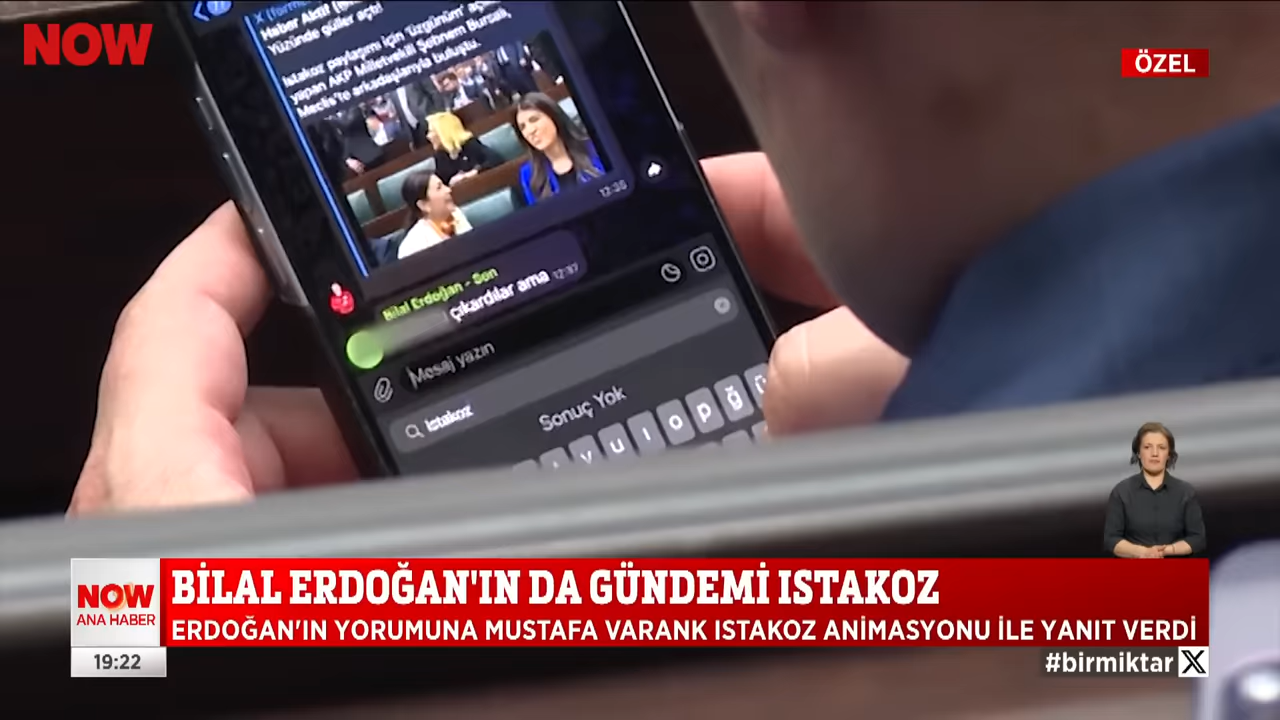 NOW
ÖZEL
Haber Aktif
Yüzünde güller açtı!
Istakoz paylaşımı için 'üzgünüm'
yapan AKP Milletvekili Şebnem Bursalı,
Meclis'te arkadaşlarıyla buluştu.
12:36
Bilal Erdoğan - Son
çıkardılar ama 12:37
Mesaj yazın
Istakoz
Sonuç Yok
y u ı o p ğ ü
NOW
ANA HABER
19:22
BİLAL ERDOĞAN'IN DA GÜNDEMİ ISTAKOZ
ERDOĞAN'IN YORUMUNA MUSTAFA VARANK ISTAKOZ ANİMASYONU İLE YANIT VERDİ
#birmiktar X